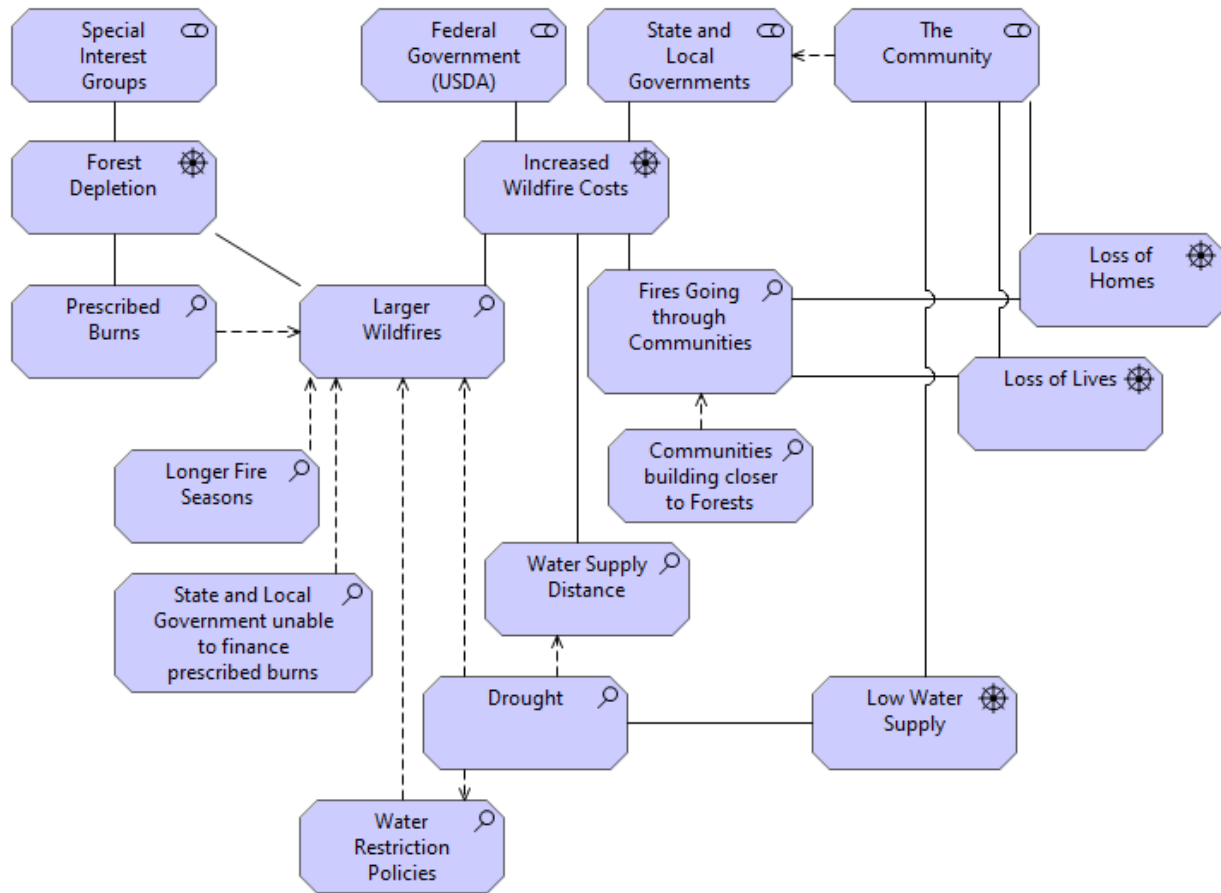 Special
Interest
Groups
Federal
Government
(USDA)
State and
Local
Governments
The
Community
Forest
Depletion
Increased
Wildfire Costs
Loss of
Homes
Prescribed
Burns
Larger
Wildfires
Fires Going
through
Communities
Loss of Lives
Longer Fire
Seasons
Communities
building closer
to Forests
Water Supply
Distance
State and Local
Government unable
to finance
prescribed burns
Drought
Low Water
Supply
Water
Restriction
Policies